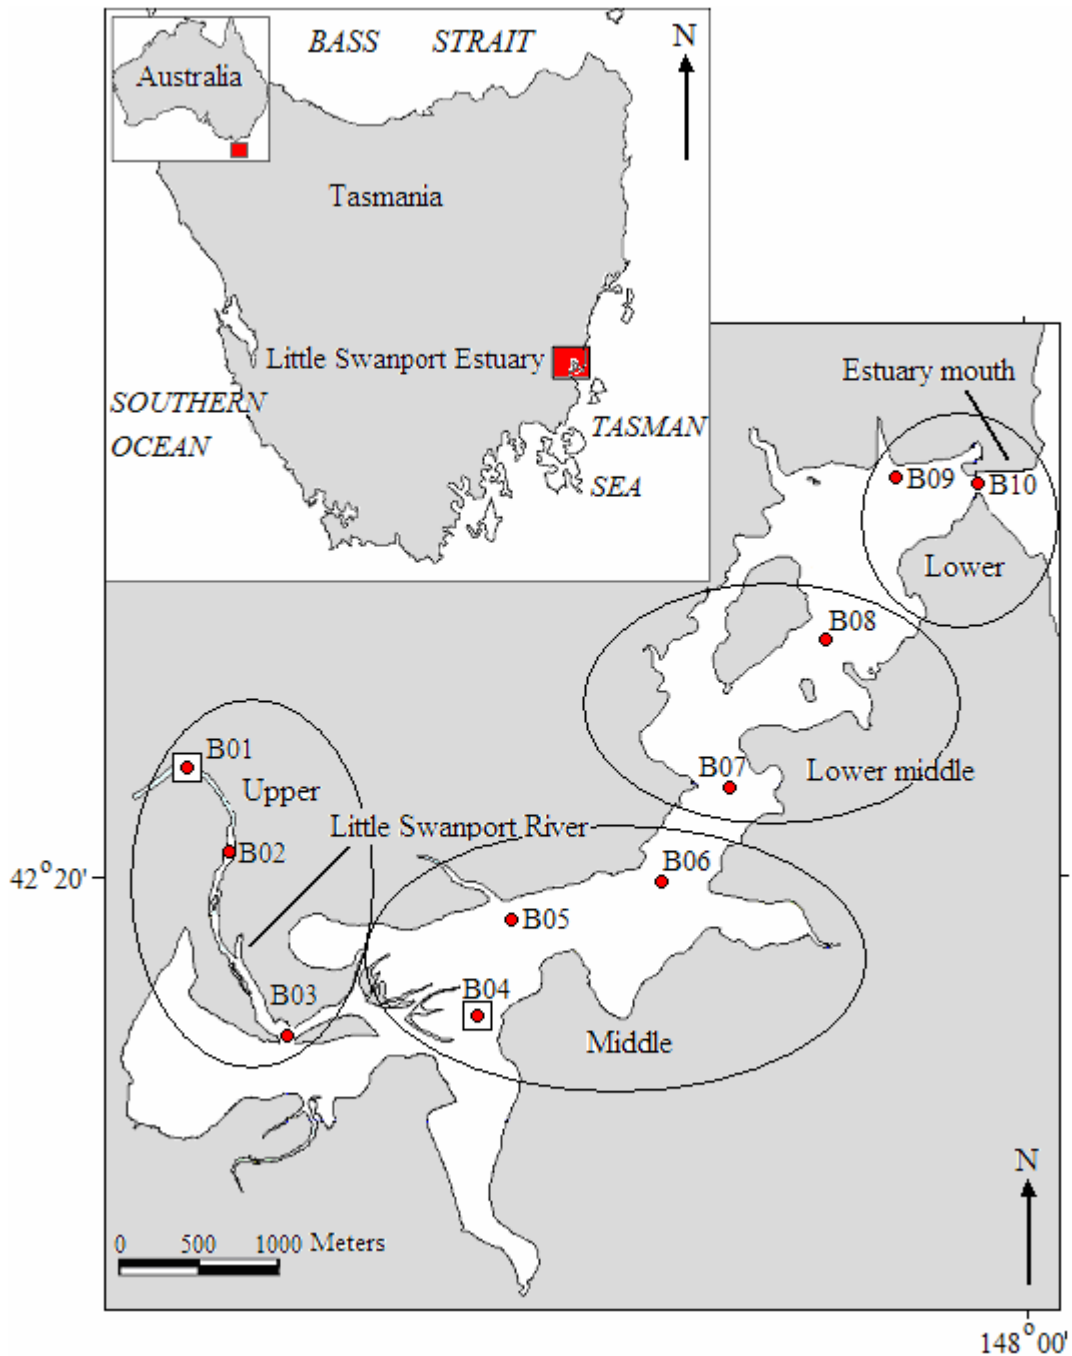 BASS STRAIT
N
Australia
Tasmania
Little Swanport Estuary
SOUTHERN
OCEAN
TASMAN
SEA
Estuary mouth
B09
B10
Lower
B08
B07
Lower middle
B01
Upper
Little Swanport River
B02
B06
42°20'
B05
B03
B04
Middle
N
0 500 1000 Meters
148°00'